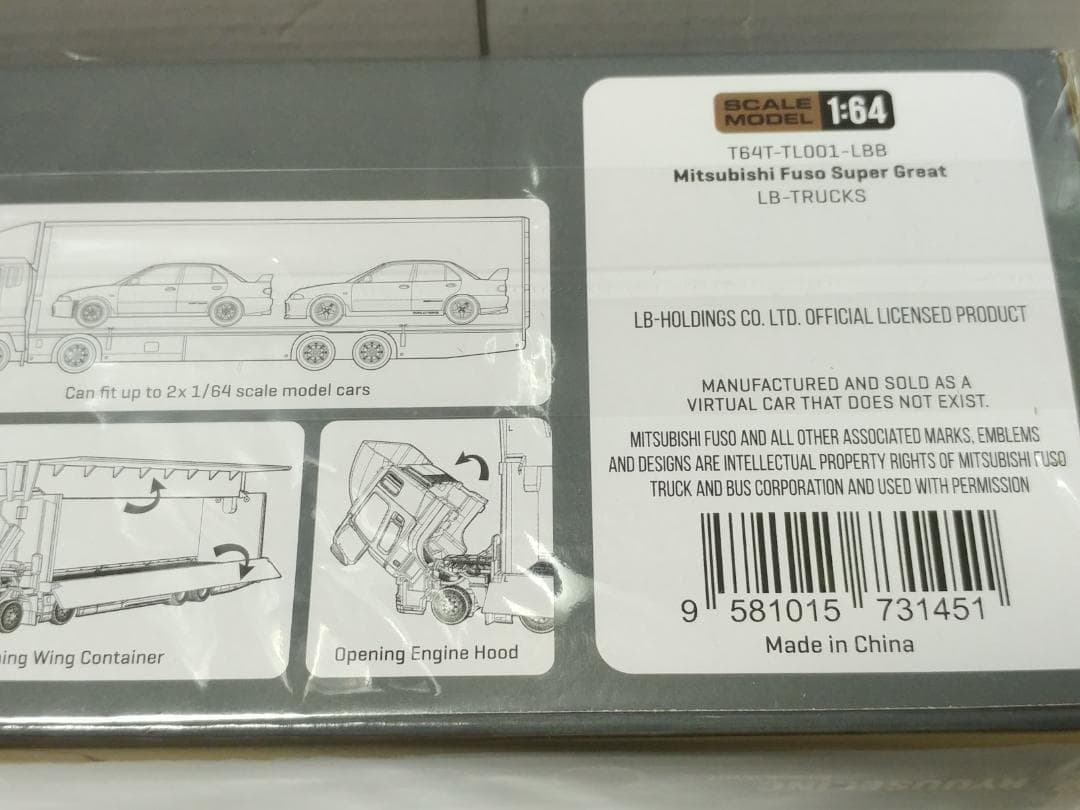 SCALE MODEL 1:64
T64T-TL001-LBB
Mitsubishi Fuso Super Great
LB-TRUCKS
LB-HOLDINGS CO. LTD. OFFICIAL LICENSED PRODUCT
MANUFACTURED AND SOLD AS A
VIRTUAL CAR THAT DOES NOT EXIST.
MITSUBISHI FUSO AND ALL OTHER ASSOCIATED MARKS, EMBLEMS
AND DESIGNS ARE INTELLECTUAL PROPERTY RIGHTS OF MITSUBISHI FUSO
TRUCK AND BUS CORPORATION AND USED WITH PERMISSION
9 581015 731451
Made in China
Can fit up to 2x 1/64 scale model cars
ing Wing Container
Opening Engine Hood